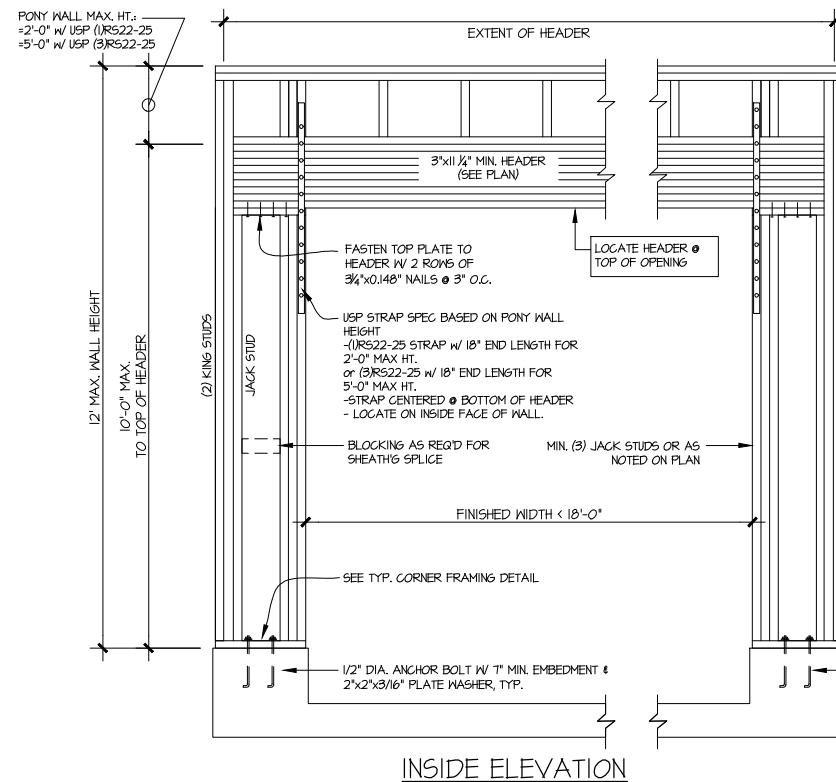 PONY WALL MAX. HT.:
=2'-0" w/ USP (1)RS22-25
=5'-0" w/ USP (3)RS22-25
EXTENT OF HEADER
3"x11 1/4" MIN. HEADER
(SEE PLAN)
FASTEN TOP PLATE TO
HEADER W/ 2 ROWS OF
3 1/4"x0.148" NAILS @ 3" O.C.
LOCATE HEADER @
TOP OF OPENING
USP STRAP SPEC BASED ON PONY WALL
HEIGHT
-(1)RS22-25 STRAP w/ 18" END LENGTH FOR
2'-0" MAX HT.
or (3)RS22-25 w/ 18" END LENGTH FOR
5'-0" MAX HT.
-STRAP CENTERED @ BOTTOM OF HEADER
- LOCATE ON INSIDE FACE OF WALL.
12' MAX. WALL HEIGHT
10'-0" MAX.
TO TOP OF HEADER
(2) KING STUDS
JACK STUD
BLOCKING AS REQ'D FOR
SHEATH'G SPLICE
MIN. (3) JACK STUDS OR AS
NOTED ON PLAN
FINISHED WIDTH < 18'-0"
SEE TYP. CORNER FRAMING DETAIL
1/2" DIA. ANCHOR BOLT W/ 7" MIN. EMBEDMENT &
2"x2"x3/16" PLATE WASHER, TYP.
INSIDE ELEVATION